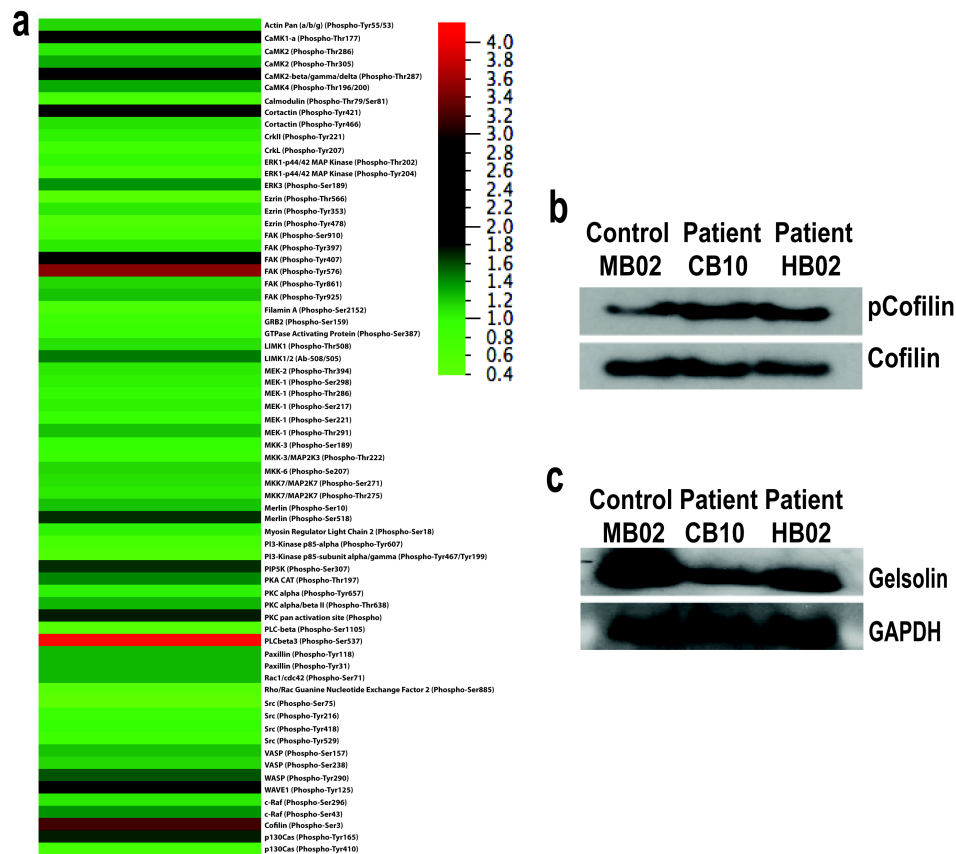 a
Actin Pan (a/b/g) (Phospho-Tyr55/53)
CaMK1-a (Phospho-Thr177)
CaMK2 (Phospho-Thr286)
CaMK2 (Phospho-Thr305)
CaMK2-beta/gamma/delta (Phospho-Thr287)
CaMK4 (Phospho-Thr196/200)
Calmodulin (Phospho-Thr79/Ser81)
Cortactin (Phospho-Tyr421)
Cortactin (Phospho-Tyr466)
CrkII (Phospho-Tyr221)
CrkL (Phospho-Tyr207)
ERK1-p44/42 MAP Kinase (Phospho-Thr202)
ERK1-p44/42 MAP Kinase (Phospho-Tyr204)
ERK3 (Phospho-Ser189)
Ezrin (Phospho-Thr566)
Ezrin (Phospho-Tyr353)
Ezrin (Phospho-Tyr478)
FAK (Phospho-Ser910)
FAK (Phospho-Tyr397)
FAK (Phospho-Tyr407)
FAK (Phospho-Tyr576)
FAK (Phospho-Tyr861)
FAK (Phospho-Tyr925)
Filamin A (Phospho-Ser2152)
GRB2 (Phospho-Ser159)
GTPase Activating Protein (Phospho-Ser387)
LIMK1 (Phospho-Thr508)
LIMK1/2 (Ab-508/505)
MEK-2 (Phospho-Thr394)
MEK-1 (Phospho-Ser298)
MEK-1 (Phospho-Thr286)
MEK-1 (Phospho-Ser217)
MEK-1 (Phospho-Ser221)
MEK-1 (Phospho-Thr291)
MKK-3 (Phospho-Ser189)
MKK-3/MAP2K3 (Phospho-Thr222)
MKK-6 (Phospho-Se207)
MKK7/MAP2K7 (Phospho-Ser271)
MKK7/MAP2K7 (Phospho-Thr275)
Merlin (Phospho-Ser10)
Merlin (Phospho-Ser518)
Myosin Regulator Light Chain 2 (Phospho-Ser18)
PI3-Kinase p85-alpha (Phospho-Tyr607)
PI3-Kinase p85-subunit alpha/gamma (Phospho-Tyr467/Tyr199)
PIP5K (Phospho-Ser307)
PKA CAT (Phospho-Thr197)
PKC alpha (Phospho-Tyr657)
PKC alpha/beta II (Phospho-Thr638)
PKC pan activation site (Phospho)
PLC-beta (Phospho-Ser1105)
PLCbeta3 (Phospho-Ser537)
Paxillin (Phospho-Tyr118)
Paxillin (Phospho-Tyr31)
Rac1/cdc42 (Phospho-Ser71)
Rho/Rac Guanine Nucleotide Exchange Factor 2 (Phospho-Ser885)
Src (Phospho-Ser75)
Src (Phospho-Tyr216)
Src (Phospho-Tyr418)
Src (Phospho-Tyr529)
VASP (Phospho-Ser157)
VASP (Phospho-Ser238)
WASP (Phospho-Tyr290)
WAVE1 (Phospho-Tyr125)
c-Raf (Phospho-Ser296)
c-Raf (Phospho-Ser43)
Cofilin (Phospho-Ser3)
p130Cas (Phospho-Tyr165)
p130Cas (Phospho-Tyr410)
4.0
3.8
3.6
3.4
3.2
3.0
2.8
2.6
2.4
2.2
2.0
1.8
1.6
1.4
1.2
1.0
0.8
0.6
0.4
b
Control Patient Patient
MB02 CB10 HB02
pCofilin
Cofilin
c
Control Patient Patient
MB02 CB10 HB02
Gelsolin
GAPDH